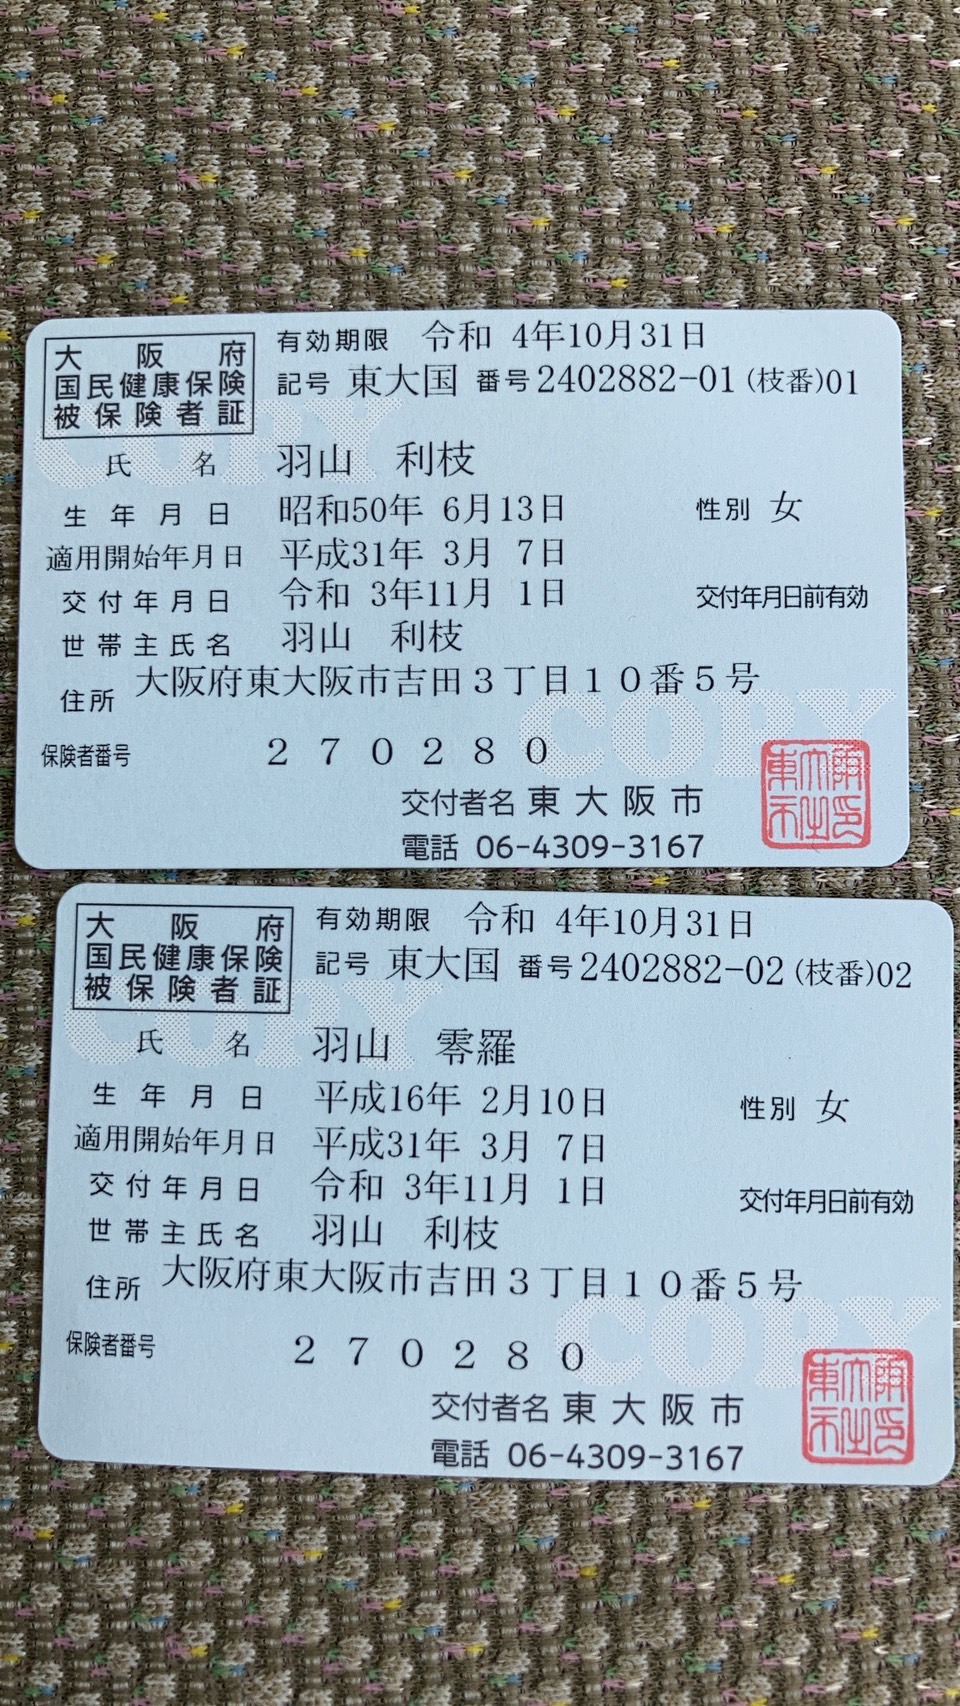 大阪府
国民健康保険
被保険者証
有効期限 令和 4年10月31日
記号 東大国 番号2402882-01(枝番)01
氏名 羽山 利枝
生年月日 昭和50年 6月13日 性別 女
適用開始年月日 平成31年 3月 7日
交付年月日 令和 3年11月 1日 交付年月日前有効
世帯主氏名 羽山 利枝
住所 大阪府東大阪市吉田3丁目10番5号
保険者番号 270280
交付者名 東大阪市
電話 06-4309-3167
COPY
COPY
大阪府
国民健康保険
被保険者証
有効期限 令和 4年10月31日
記号 東大国 番号2402882-02(枝番)02
氏名 羽山 零羅
生年月日 平成16年 2月10日 性別 女
適用開始年月日 平成31年 3月 7日
交付年月日 令和 3年11月 1日 交付年月日前有効
世帯主氏名 羽山 利枝
住所 大阪府東大阪市吉田3丁目10番5号
保険者番号 270280
交付者名 東大阪市
電話 06-4309-3167
COPY
COPY